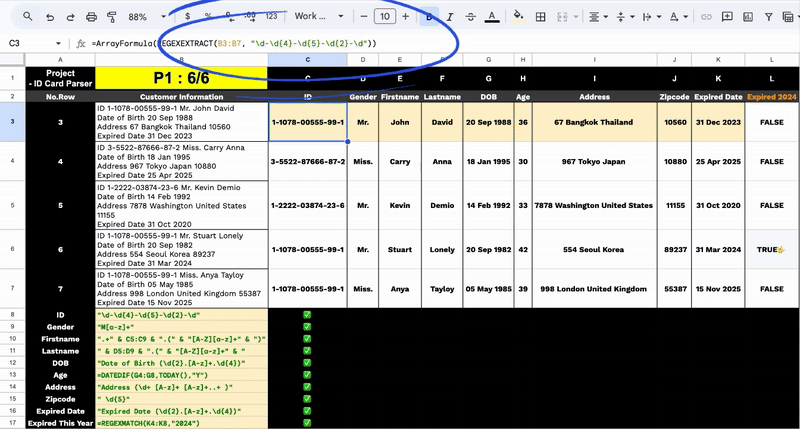 88% $ % .0 .00 123 Work ... − 10 + B I
C3 fx =ArrayFormula(REGEXEXTRACT(B3:B7, "\d-\d{4}-\d{5}-\d{2}-\d"))
A B C D E F G H I J K L
1 Project - ID Card Parser P1 : 6/6 C D E F G H I J K L
2 No.Row Customer Information ID Gender Firstname Lastname DOB Age Address Zipcode Expired Date Expired 2024
ID 1-1078-00555-99-1 Mr. John David
Date of Birth 20 Sep 1988
3 3 1-1078-00555-99-1 Mr. John David 20 Sep 1988 36 67 Bangkok Thailand 10560 31 Dec 2023 FALSE
Address 67 Bangkok Thailand 10560
Expired Date 31 Dec 2023
ID 3-5522-87666-87-2 Miss. Carry Anna
Date of Birth 18 Jan 1995
4 4 3-5522-87666-87-2 Miss. Carry Anna 18 Jan 1995 30 967 Tokyo Japan 10880 25 Apr 2025 FALSE
Address 967 Tokyo Japan 10880
Expired Date 25 Apr 2025
ID 1-2222-03874-23-6 Mr. Kevin Demio
Date of Birth 14 Feb 1992
5 5 1-2222-03874-23-6 Mr. Kevin Demio 14 Feb 1992 33 7878 Washington United States 11155 31 Oct 2020 FALSE
Address 7878 Washington United States
11155
Expired Date 31 Oct 2020
ID 1-1078-00555-99-1 Mr. Stuart Lonely
Date of Birth 20 Sep 1982
6 6 1-1078-00555-99-1 Mr. Stuart Lonely 20 Sep 1982 42 554 Seoul Korea 89237 31 Mar 2024 TRUE
Address 554 Seoul Korea 89237
Expired Date 31 Mar 2024
ID 1-1078-00555-99-1 Miss. Anya Tayloy
Date of Birth 05 May 1985
7 7 1-1078-00555-99-1 Miss. Anya Tayloy 05 May 1985 39 998 London United Kingdom 55387 15 Nov 2025 FALSE
Address 998 London United Kingdom 55387
Expired Date 15 Nov 2025
8 ID "\d-\d{4}-\d{5}-\d{2}-\d" ✅
9 Gender "M[a-z]+" ✅
10 Firstname ".+" & C5:C9 & ".(" & "[A-Z][a-z]+" & ")" ✅
11 Lastname " & D5:D9 & ".(" & "[A-Z][a-z]+" & " ✅
12 DOB "Date of Birth (\d{2}.[A-z]+.\d{4})" ✅
13 Age =DATEDIF(G4:G8,TODAY(),"Y") ✅
14 Address "Address (\d+ [A-z]+ [A-z]+..+ )" ✅
15 Zipcode " \d{5}" ✅
16 Expired Date "Expired Date (\d{2}.[A-z]+.\d{4})" ✅
17 Expired This Year =REGEXMATCH(K4:K8,"2024") ✅